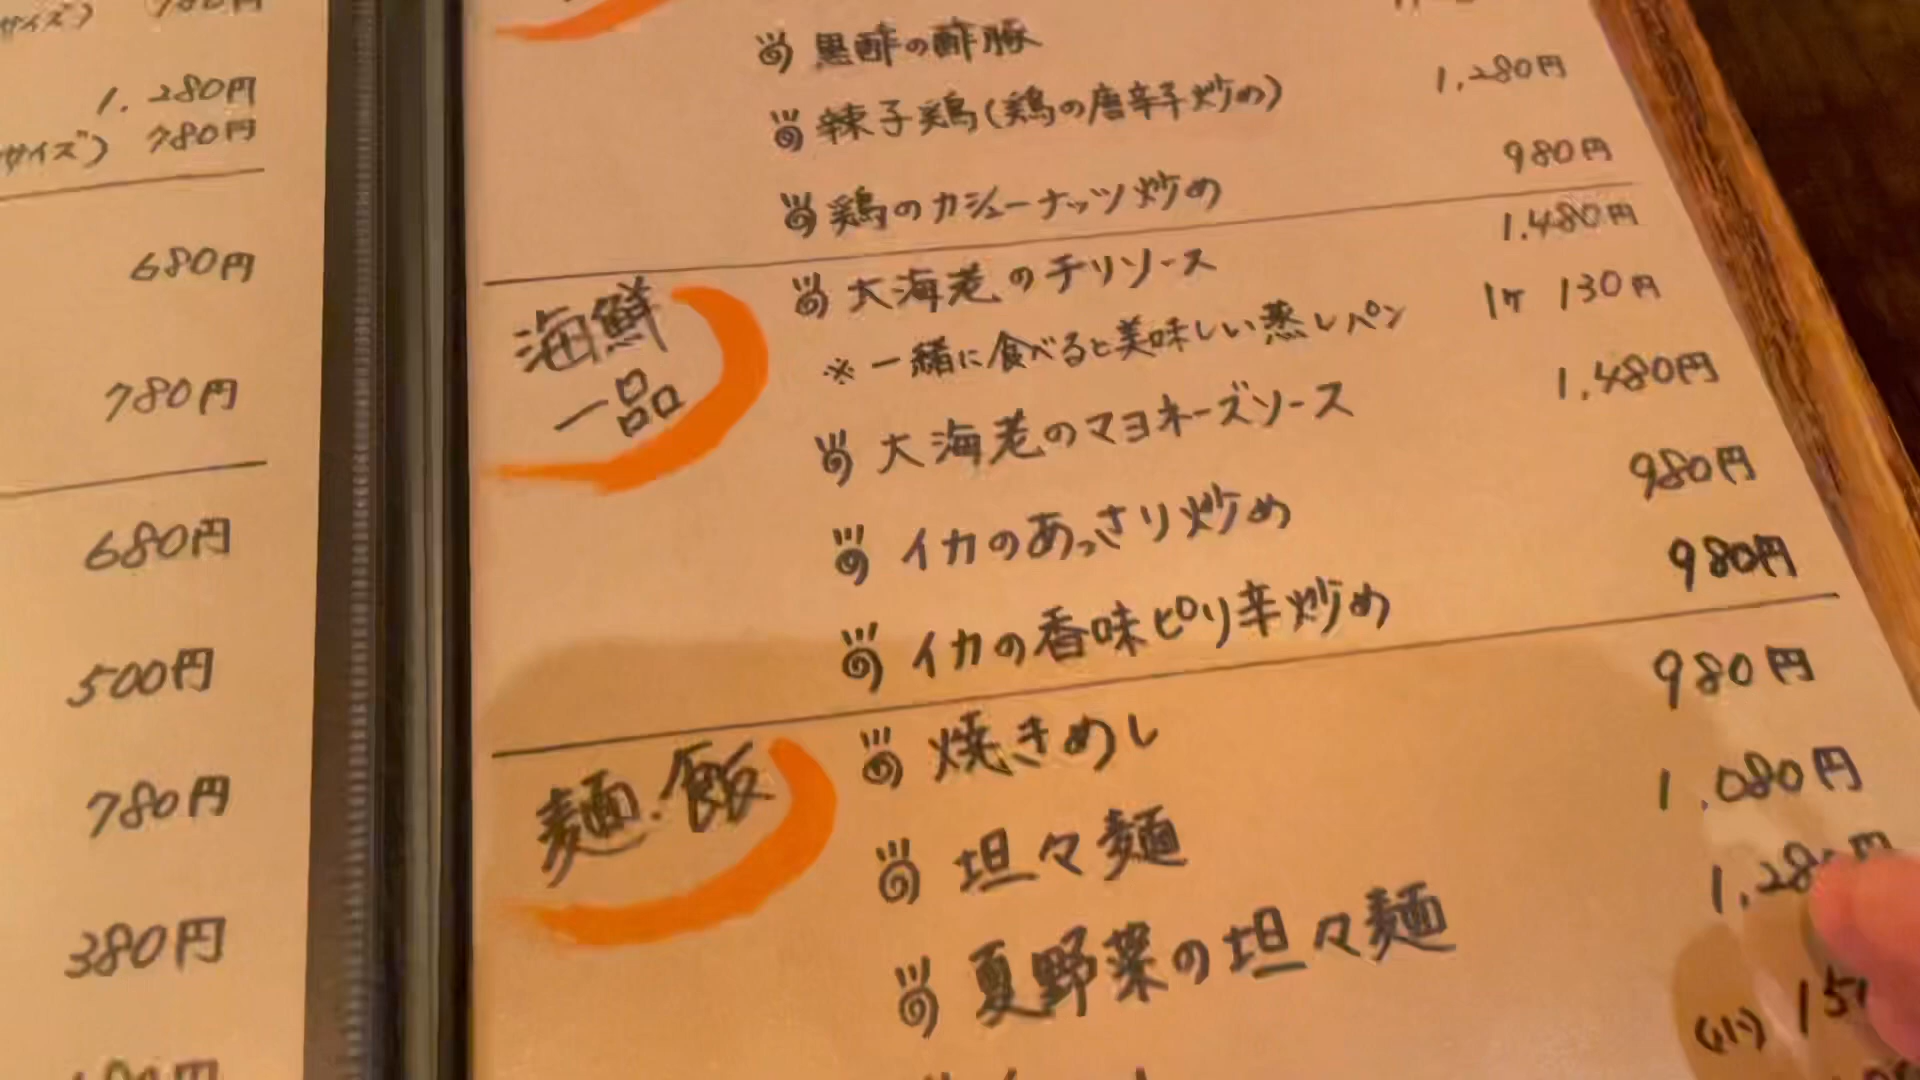 サイズ)
1.280円
サイズ) 780円
680円
780円
680円
500円
780円
380円
黒酢の酢豚
辣子鶏(鶏の唐辛子炒め) 1,280円
鶏のカシューナッツ炒め 980円
海鮮
一品
大海老のチリソース 1.480円
※一緒に食べると美味しい蒸しパン 1ケ 130円
大海老のマヨネーズソース 1.480円
イカのあっさり炒め 980円
イカの香味ピリ辛炒め 980円
麺・飯
焼きめし 980円
坦々麺 1.080円
夏野菜の坦々麺
(小)